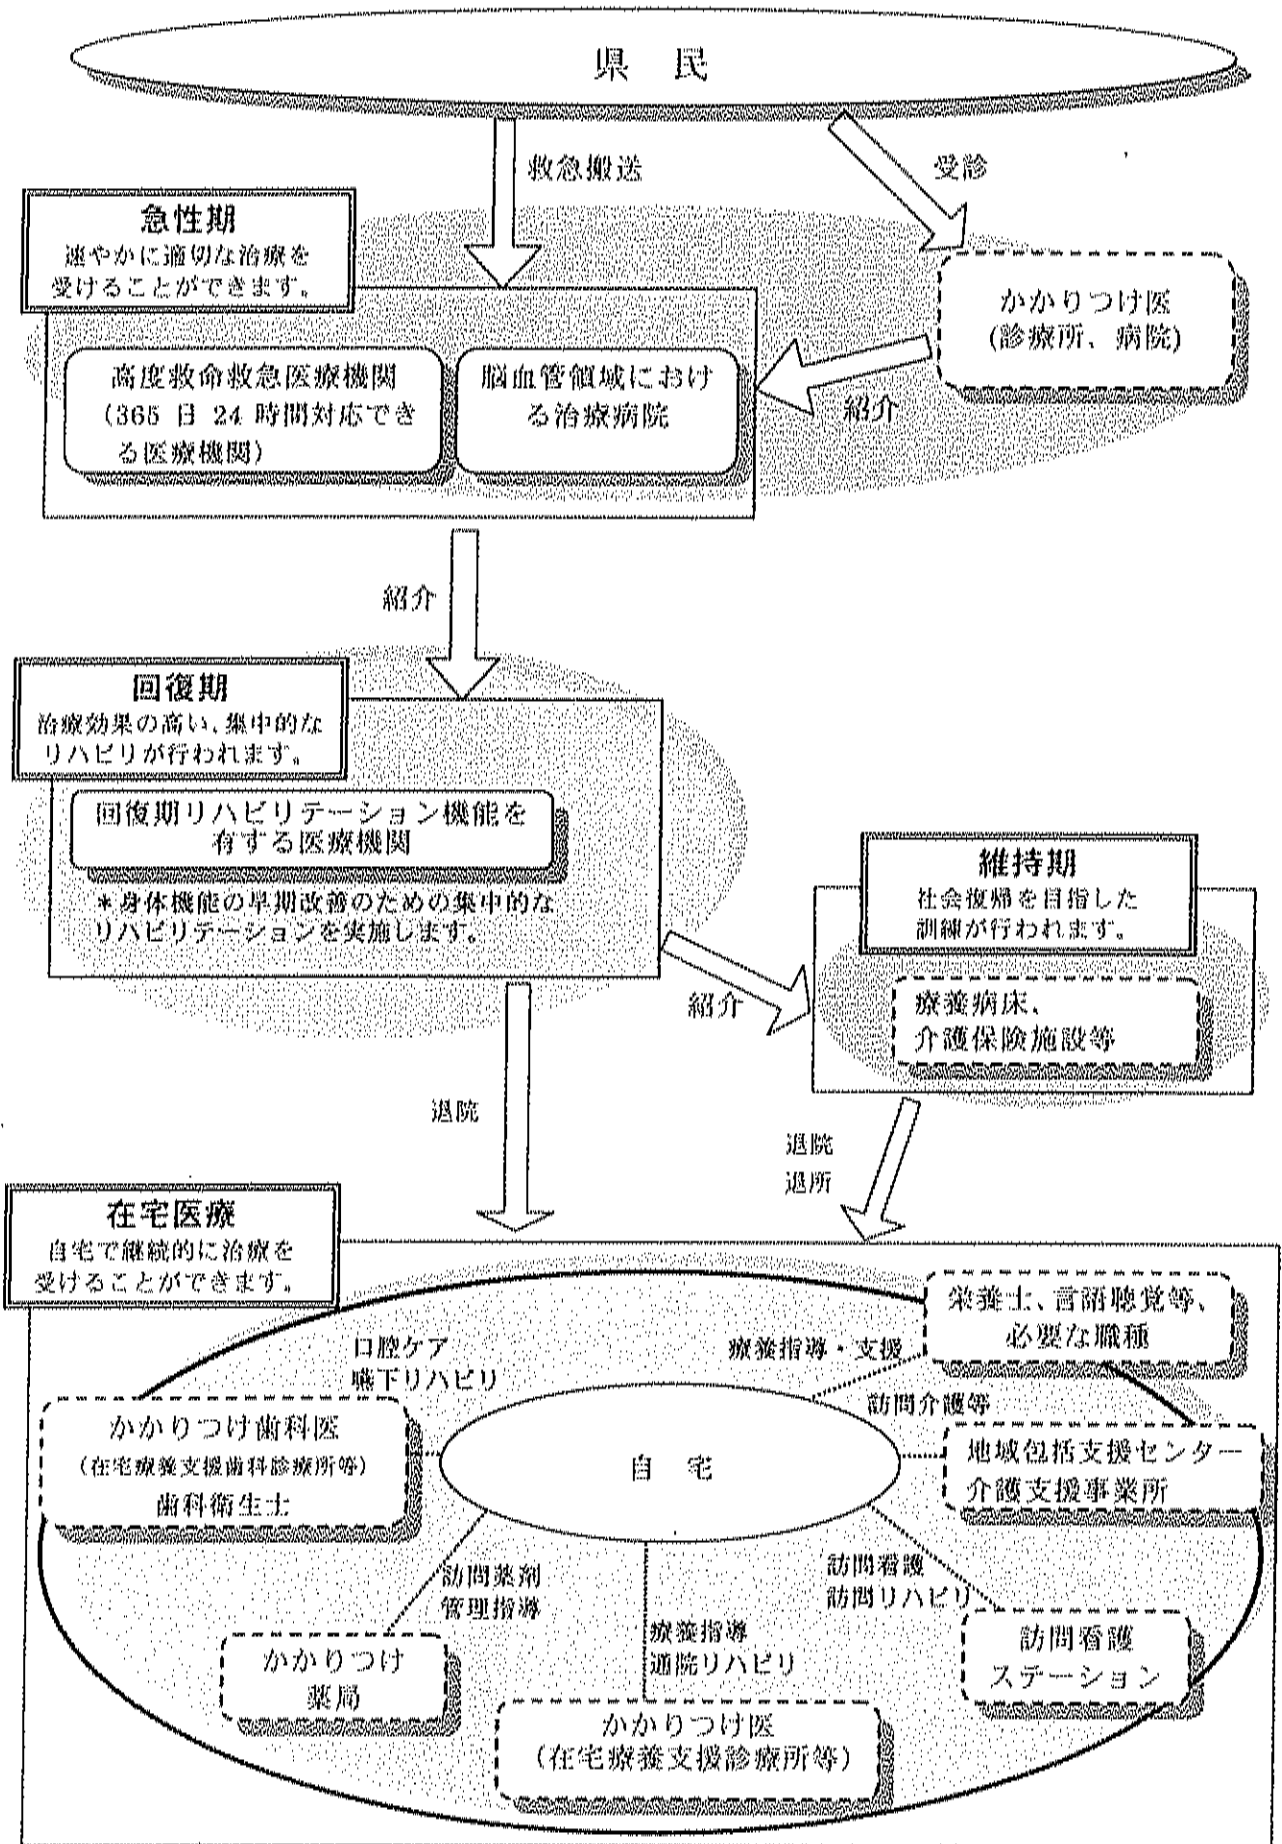 県 民
救急搬送
受診
急性期
速やかに適切な治療を
受けることができます。
かかりつけ医
(診療所、病院)
高度救命救急医療機関
(365 日 24 時間対応でき
る医療機関)
脳血管領域におけ
る治療病院
紹介
紹介
回復期
治療効果の高い、集中的な
リハビリが行われます。
回復期リハビリテーション機能を
有する医療機関
*身体機能の早期改善のための集中的な
リハビリテーションを実施します。
維持期
社会復帰を目指した
訓練が行われます。
紹介
療養病床、
介護保険施設等
退院
退院
退所
在宅医療
自宅で継続的に治療を
受けることができます。
栄養士、言語聴覚等、
必要な職種
口腔ケア
嚥下リハビリ
療養指導・支援
訪問介護等
かかりつけ歯科医
(在宅療養支援歯科診療所等)
歯科衛生士
自 宅
地域包括支援センター
介護支援事業所
訪問薬剤
管理指導
訪問看護
訪問リハビリ
療養指導
通院リハビリ
かかりつけ
薬局
訪問看護
ステーション
かかりつけ医
(在宅療養支援診療所等)